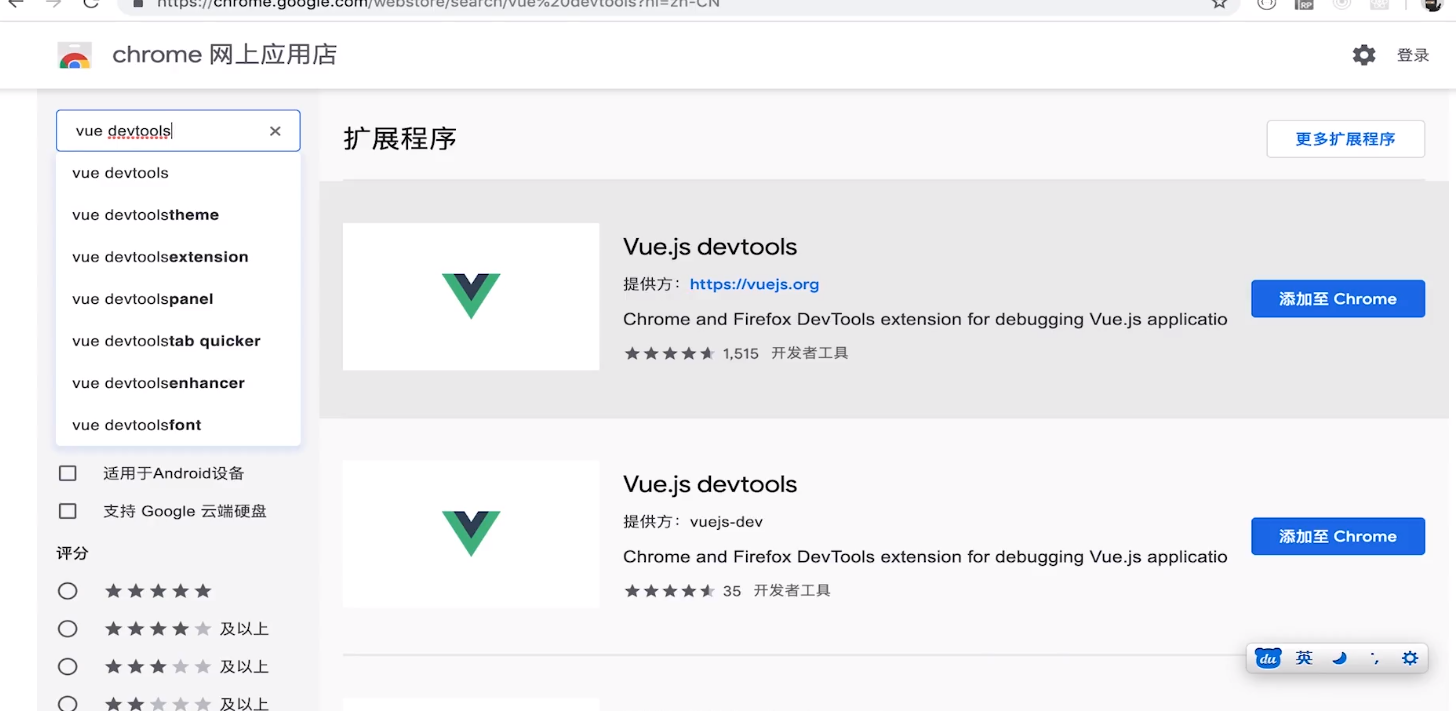 https://chrome.google.com/webstore/search/vue%20devtools?hl=zh-CN
RP
chrome 网上应用店
登录
vue devtools
vue devtools
vue devtoolstheme
vue devtoolsextension
vue devtoolspanel
vue devtoolstab quicker
vue devtoolsenhancer
vue devtoolsfont
适用于Android设备
支持 Google 云端硬盘
评分
及以上
及以上
及以上
扩展程序
更多扩展程序
Vue.js devtools
提供方: https://vuejs.org
Chrome and Firefox DevTools extension for debugging Vue.js applicatio
1,515 开发者工具
添加至 Chrome
Vue.js devtools
提供方: vuejs-dev
Chrome and Firefox DevTools extension for debugging Vue.js applicatio
35 开发者工具
添加至 Chrome
du 英